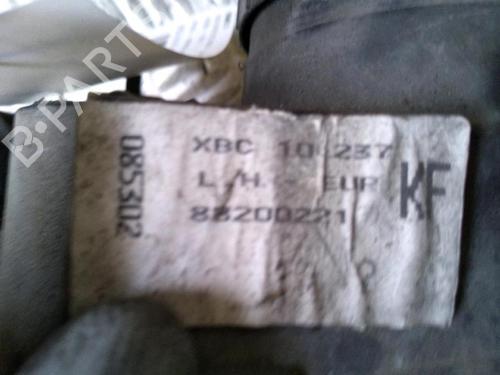 B-PARTS
XBC 10 237
L.H. - EUR
88200221
KF
085302